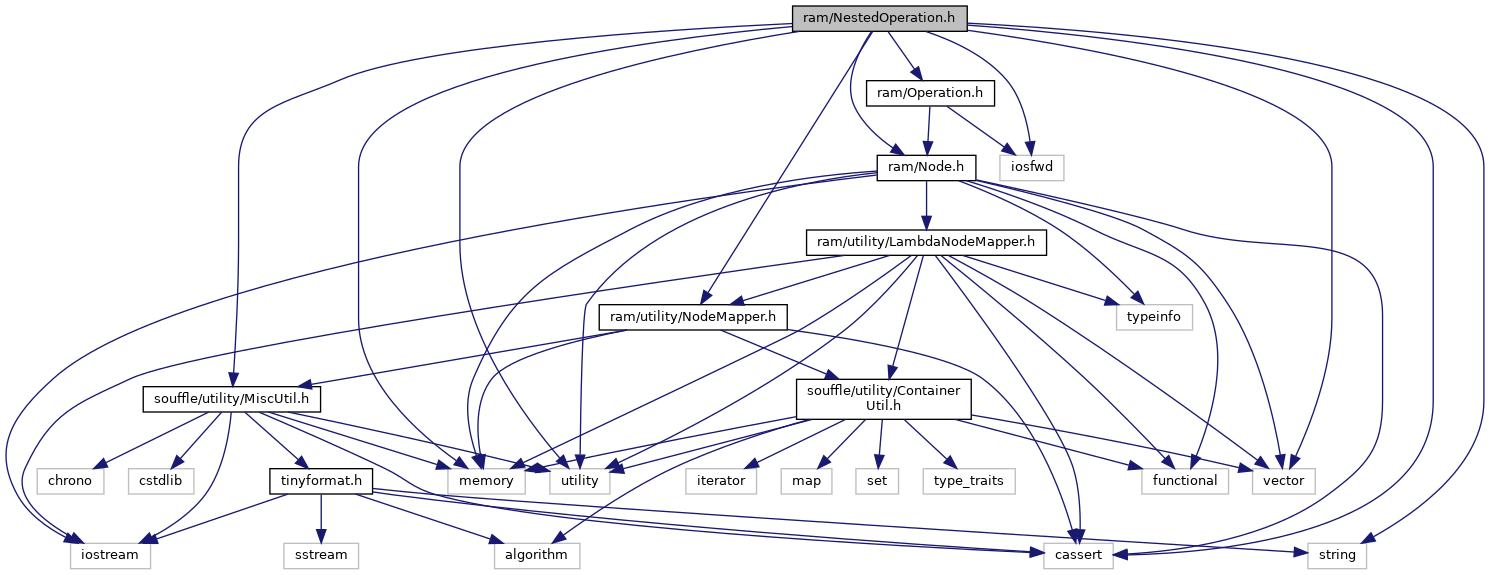 ram/NestedOperation.h
ram/Operation.h
ram/Node.h
iosfwd
ram/utility/LambdaNodeMapper.h
ram/utility/NodeMapper.h
typeinfo
souffle/utility/MiscUtil.h
souffle/utility/Container
Util.h
chrono
cstdlib
tinyformat.h
memory
utility
iterator
map
set
type_traits
functional
vector
iostream
sstream
algorithm
cassert
string